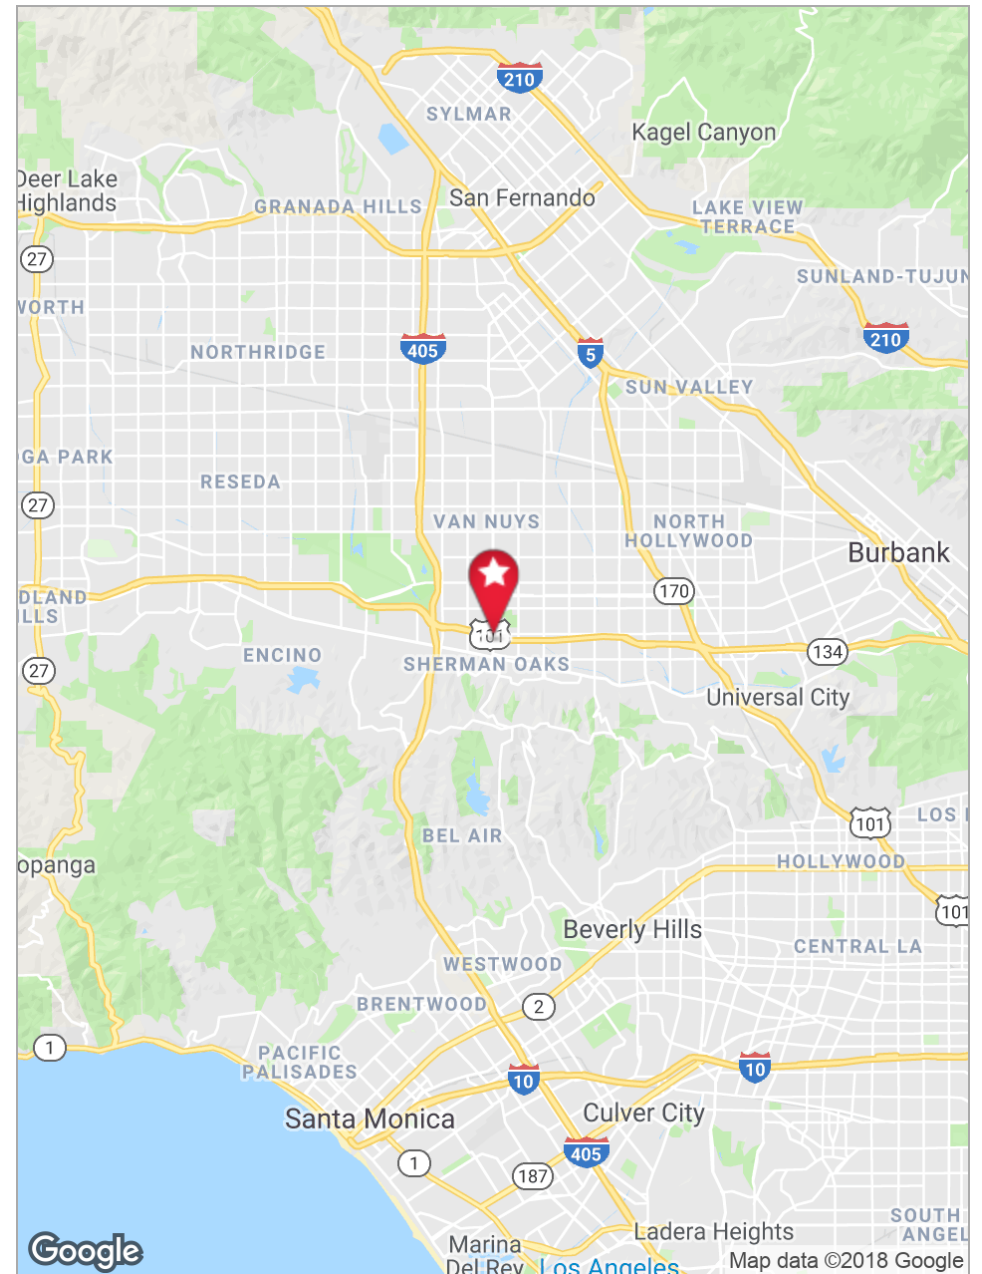 210
SYLMAR
Kagel Canyon
Deer Lake
Highlands
San Fernando
GRANADA HILLS
LAKE VIEW
TERRACE
27
SUNLAND-TUJUN
WORTH
405
5
210
NORTHRIDGE
SUN VALLEY
OGA PARK
RESEDA
27
VAN NUYS
NORTH
HOLLYWOOD
Burbank
170
DLAND
ILLS
101
134
ENCINO
SHERMAN OAKS
27
Universal City
101
LOS
BEL AIR
HOLLYWOOD
opanga
101
Beverly Hills
CENTRAL LA
WESTWOOD
BRENTWOOD
2
1
PACIFIC
PALISADES
10
10
Santa Monica
Culver City
405
1
187
SOUTH
ANGEL
Ladera Heights
Marina
Del Rey
Los Angeles
Google
Map data ©2018 Google